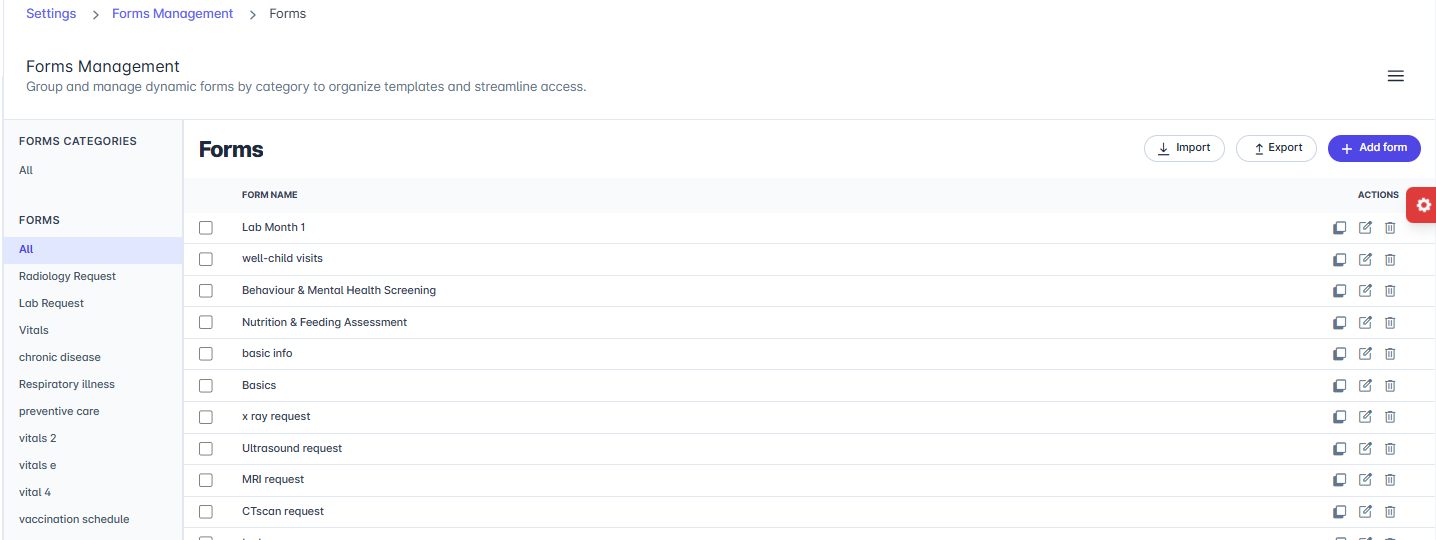 Settings > Forms Management > Forms
Forms Management
Group and manage dynamic forms by category to organize templates and streamline access.
FORMS CATEGORIES
All
FORMS
All
Radiology Request
Lab Request
Vitals
chronic disease
Respiratory illness
preventive care
vitals 2
vitals e
vital 4
vaccination schedule
Forms
Import
Export
+ Add form
FORM NAME
ACTIONS
Lab Month 1
well-child visits
Behaviour & Mental Health Screening
Nutrition & Feeding Assessment
basic info
Basics
x ray request
Ultrasound request
MRI request
CTscan request